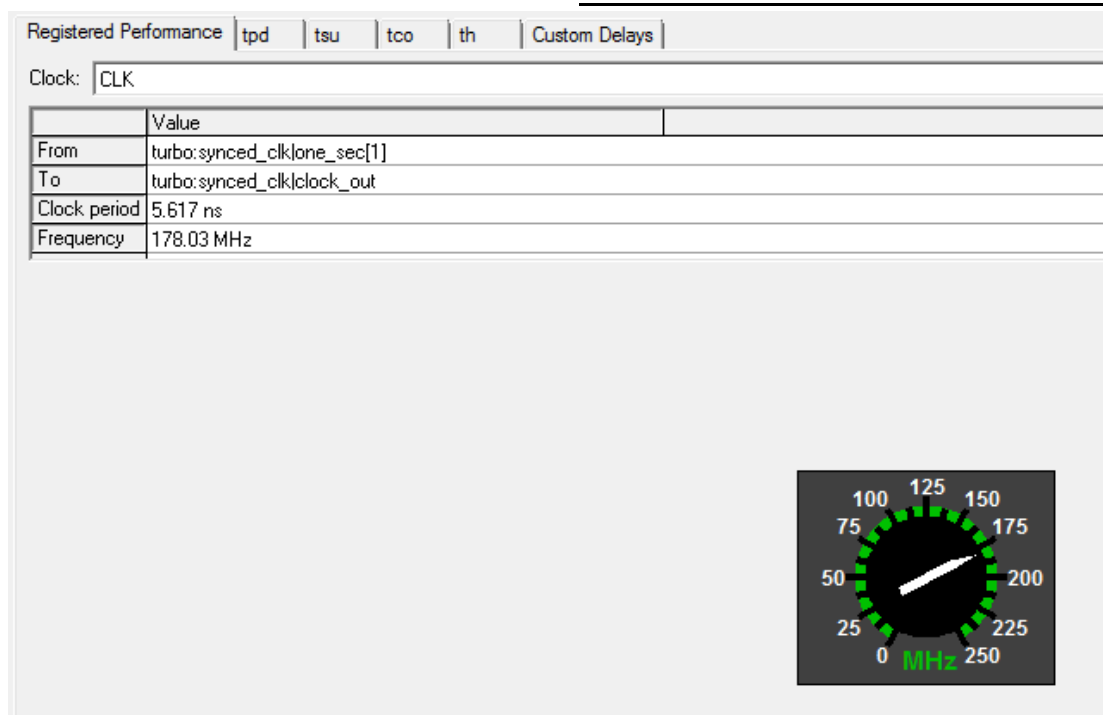 Registered Performance tpd tsu tco th Custom Delays
Clock: CLK
Value
From turbo:synced_clk|one_sec[1]
To turbo:synced_clk|clock_out
Clock period 5.617 ns
Frequency 178.03 MHz
125
100 150
75 175
50 200
25 225
0 MHz 250